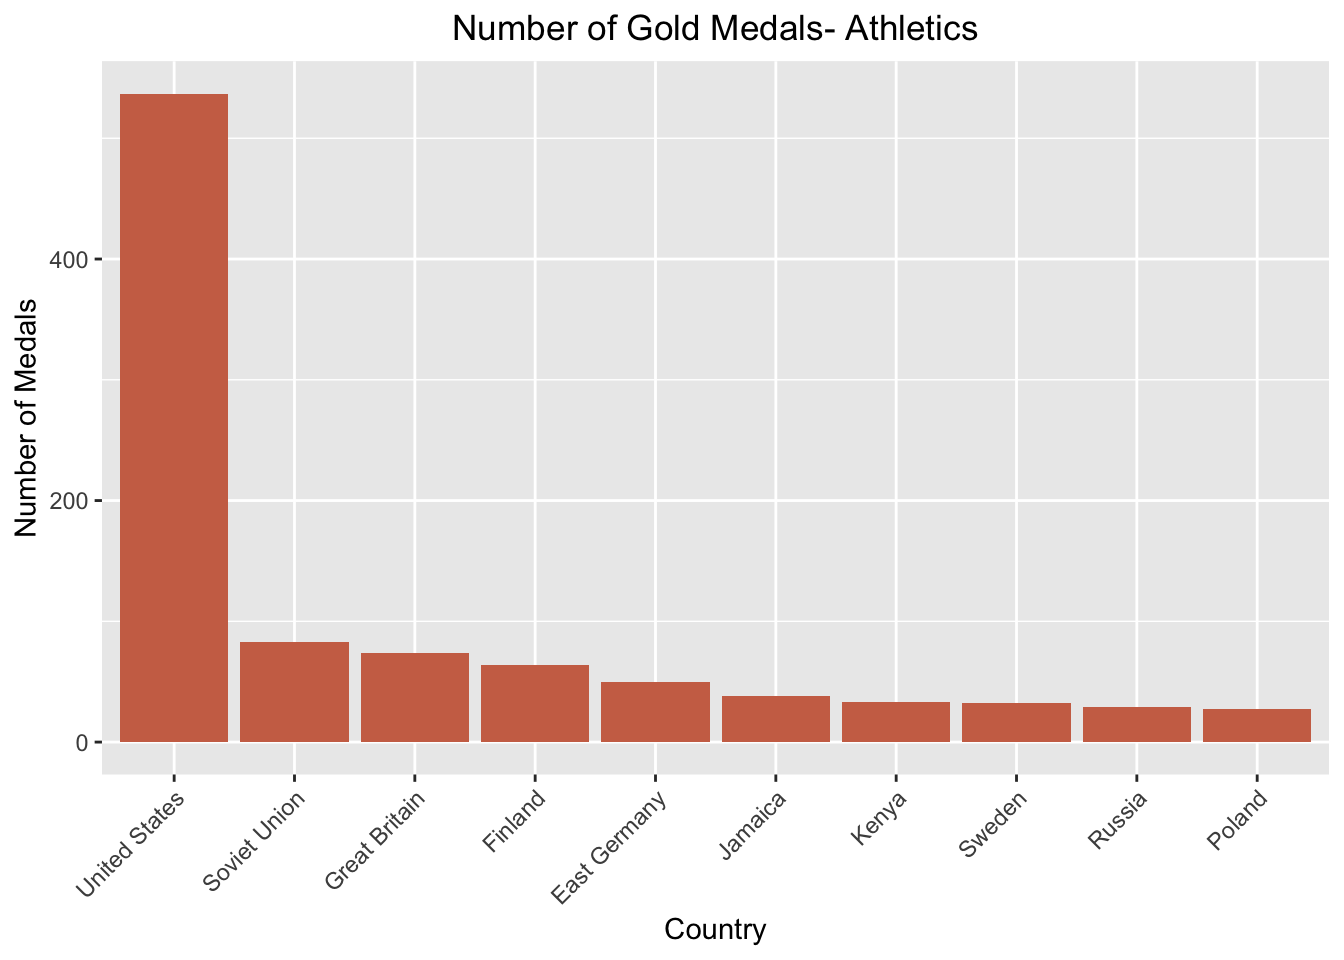 Number of Gold Medals- Athletics
Number of Medals
400
200
0
United States
Soviet Union
Great Britain
Finland
East Germany
Jamaica
Kenya
Sweden
Russia
Poland
Country